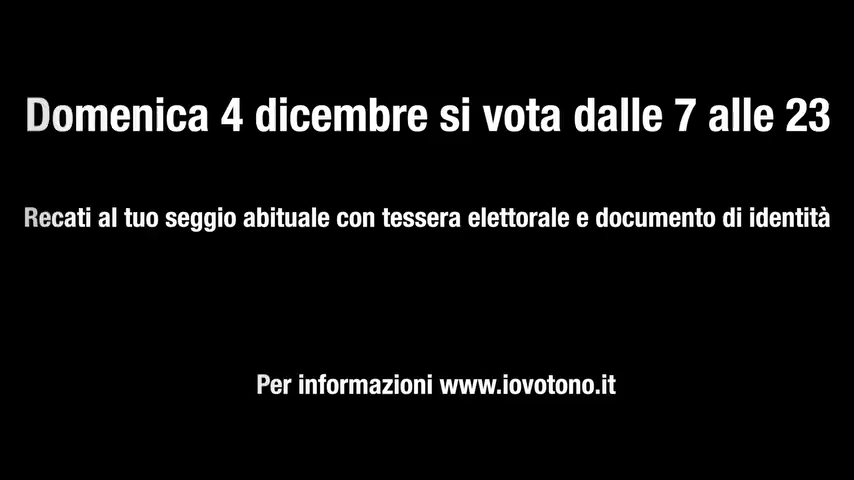 Domenica 4 dicembre si vota dalle 7 alle 23
Recati al tuo seggio abituale con tessera elettorale e documento di identità
Per informazioni www.iovotono.it